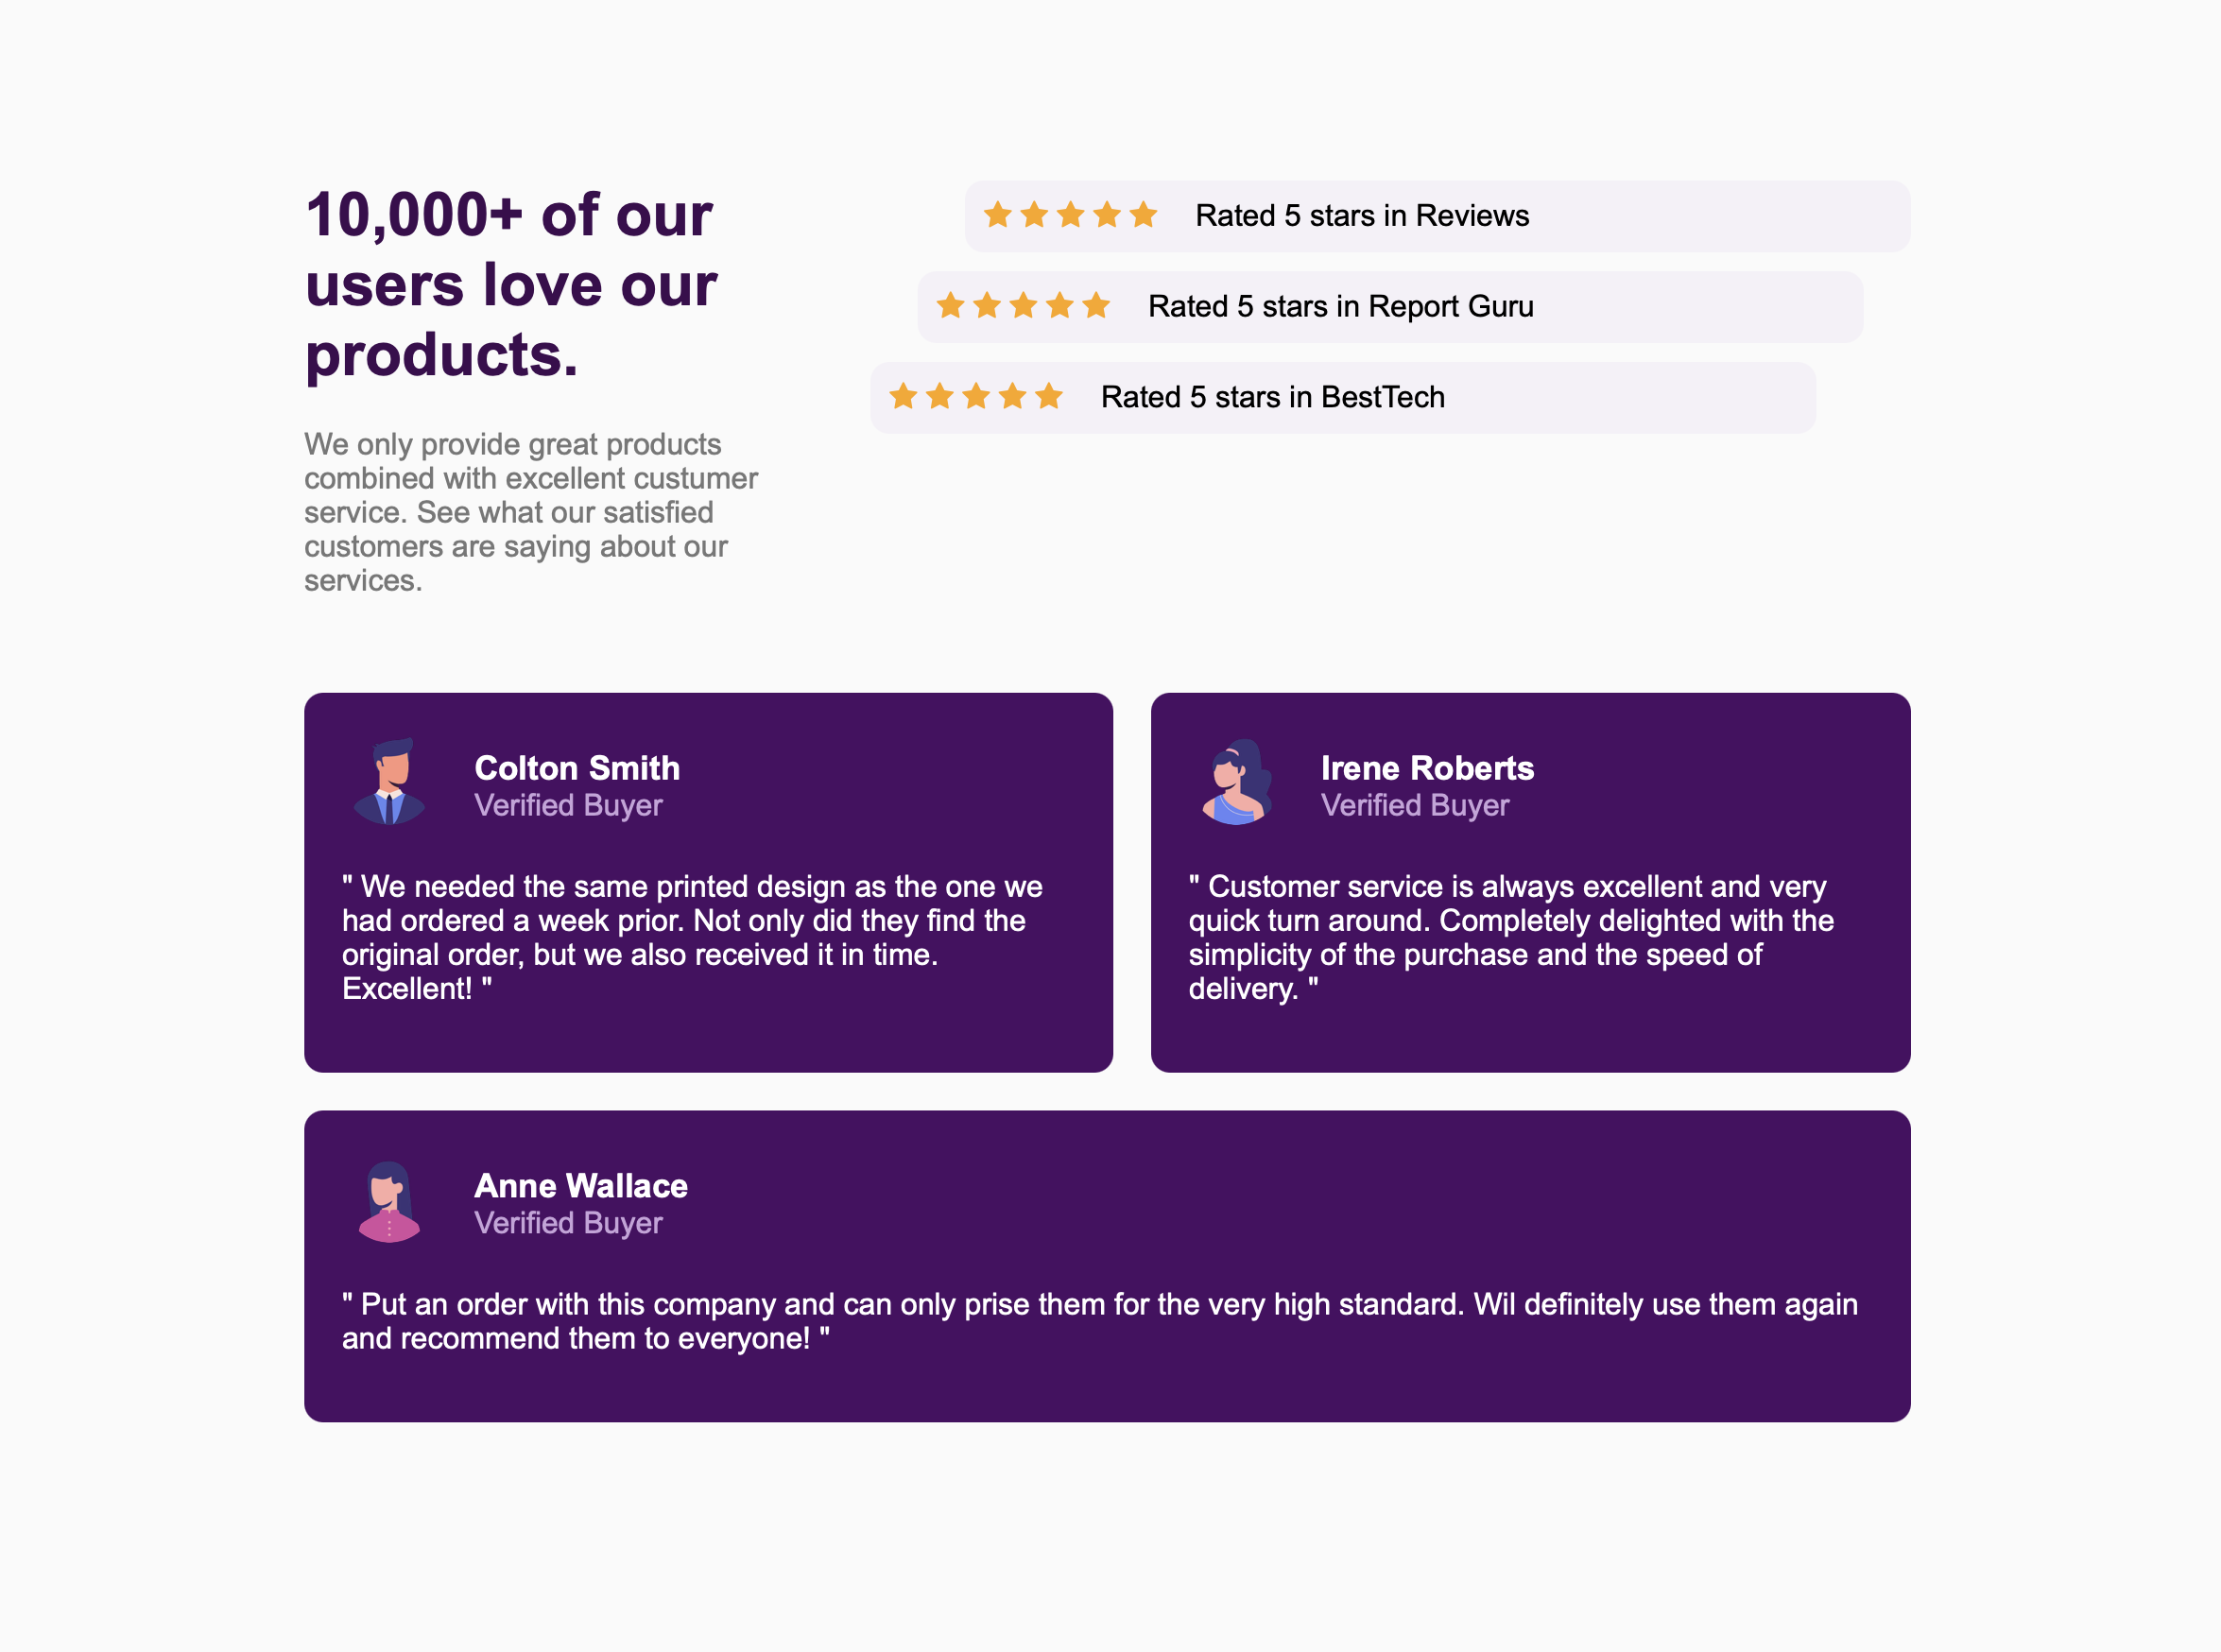 10,000+ of our
users love our
products.
We only provide great products
combined with excellent custumer
service. See what our satisfied
customers are saying about our
services.
Rated 5 stars in Reviews
Rated 5 stars in Report Guru
Rated 5 stars in BestTech
Colton Smith
Verified Buyer
" We needed the same printed design as the one we
had ordered a week prior. Not only did they find the
original order, but we also received it in time.
Excellent! "
Irene Roberts
Verified Buyer
" Customer service is always excellent and very
quick turn around. Completely delighted with the
simplicity of the purchase and the speed of
delivery. "
Anne Wallace
Verified Buyer
" Put an order with this company and can only prise them for the very high standard. Wil definitely use them again
and recommend them to everyone! "